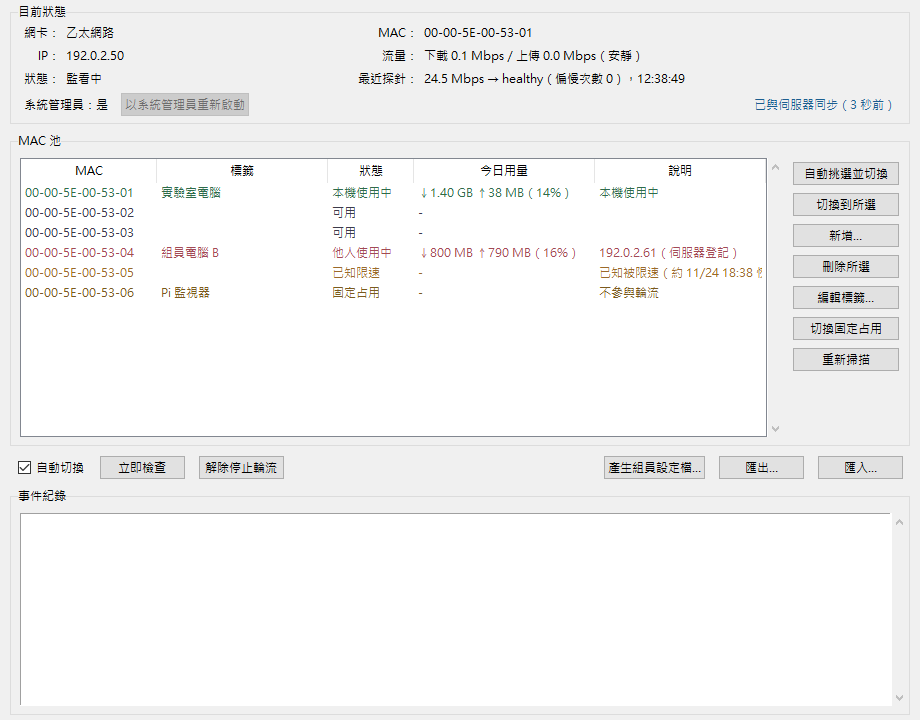 目前狀態
網卡： 乙太網路 MAC： 00-00-5E-00-53-01
IP： 192.0.2.50 流量： 下載 0.1 Mbps / 上傳 0.0 Mbps（安靜）
狀態： 監看中 最近探針： 24.5 Mbps → healthy（偏慢次數 0），12:38:49
系統管理員：是 以系統管理員重新啟動 已與伺服器同步（3 秒前）
MAC 池
MAC 標籤 狀態 今日用量 說明
00-00-5E-00-53-01 實驗室電腦 本機使用中 ↓1.40 GB ↑38 MB（14%） 本機使用中
00-00-5E-00-53-02 可用 -
00-00-5E-00-53-03 可用 -
00-00-5E-00-53-04 組員電腦 B 他人使用中 ↓800 MB ↑790 MB（16%） 192.0.2.61（伺服器登記）
00-00-5E-00-53-05 已知限速 - 已知被限速（約 11/24 18:38
00-00-5E-00-53-06 Pi 監視器 固定占用 - 不參與輪流
自動挑選並切換
切換到所選
新增...
刪除所選
編輯標籤...
切換固定占用
重新掃描
自動切換 立即檢查 解除停止輪流 產生組員設定檔... 匯出... 匯入...
事件紀錄